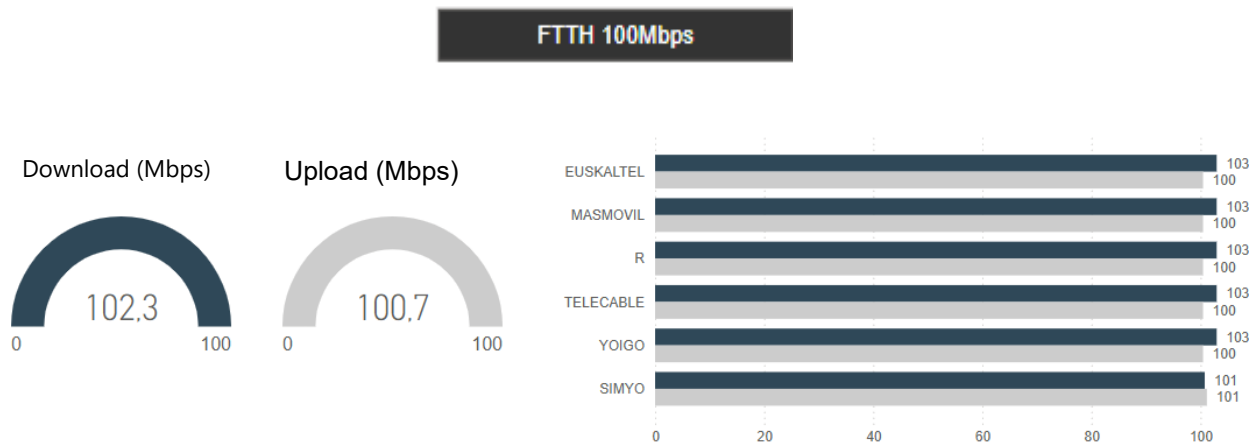 FTTH 100Mbps
Download (Mbps)
102,3
0
100
Upload (Mbps)
100,7
0
100
EUSKALTEL
103
100
MASMOVIL
103
100
R
103
100
TELECABLE
103
100
YOIGO
103
100
SIMYO
101
101
0
20
40
60
80
100